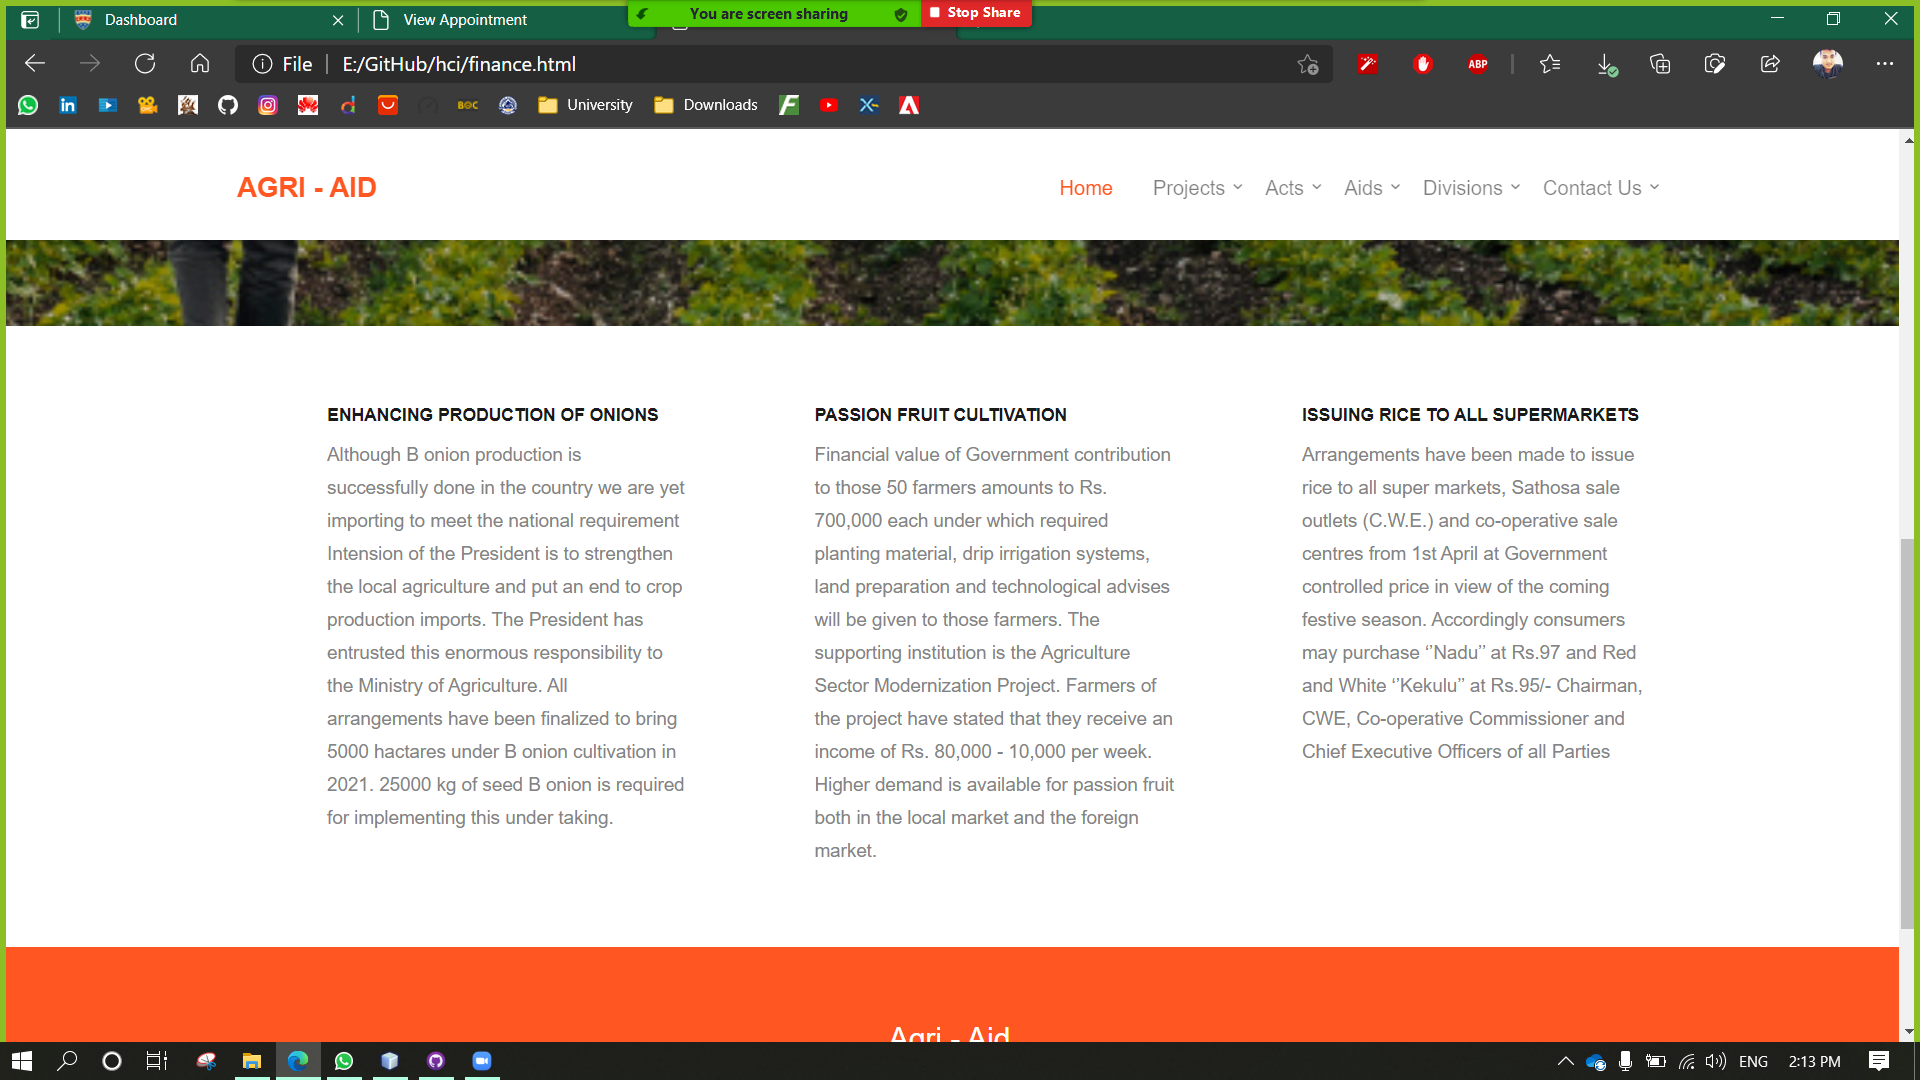 Dashboard
View Appointment
You are screen sharing
Stop Share
File
E:/GitHub/hci/finance.html
ABP
BOC
University
Downloads
AGRI - AID
Home
Projects
Acts
Aids
Divisions
Contact Us
ENHANCING PRODUCTION OF ONIONS
Although B onion production is
successfully done in the country we are yet
importing to meet the national requirement
Intension of the President is to strengthen
the local agriculture and put an end to crop
production imports. The President has
entrusted this enormous responsibility to
the Ministry of Agriculture. All
arrangements have been finalized to bring
5000 hactares under B onion cultivation in
2021. 25000 kg of seed B onion is required
for implementing this under taking.
PASSION FRUIT CULTIVATION
Financial value of Government contribution
to those 50 farmers amounts to Rs.
700,000 each under which required
planting material, drip irrigation systems,
land preparation and technological advises
will be given to those farmers. The
supporting institution is the Agriculture
Sector Modernization Project. Farmers of
the project have stated that they receive an
income of Rs. 80,000 - 10,000 per week.
Higher demand is available for passion fruit
both in the local market and the foreign
market.
ISSUING RICE TO ALL SUPERMARKETS
Arrangements have been made to issue
rice to all super markets, Sathosa sale
outlets (C.W.E.) and co-operative sale
centres from 1st April at Government
controlled price in view of the coming
festive season. Accordingly consumers
may purchase ‘’Nadu’’ at Rs.97 and Red
and White ‘’Kekulu’’ at Rs.95/- Chairman,
CWE, Co-operative Commissioner and
Chief Executive Officers of all Parties
Agri - Aid
ENG
2:13 PM